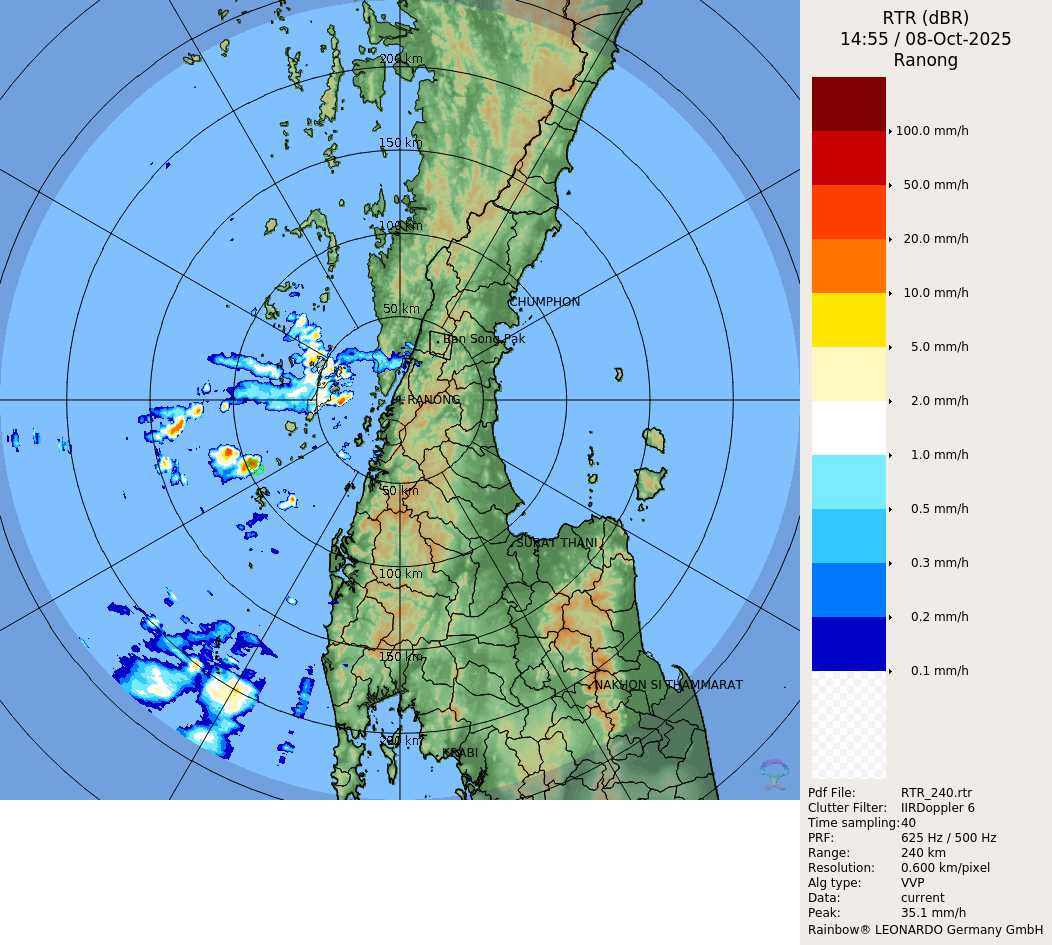 RTR (dBR)
14:55 / 08-Oct-2025
Ranong
100.0 mm/h
50.0 mm/h
20.0 mm/h
10.0 mm/h
5.0 mm/h
2.0 mm/h
1.0 mm/h
0.5 mm/h
0.3 mm/h
0.2 mm/h
0.1 mm/h
200 km
150 km
100 km
50 km
CHUMPHON
Ban Song Pak
RANONG
50 km
SURAT THANI
100 km
150 km
NAKHON SI THAMMARAT
200 km
KRABI
Pdf File: RTR_240.rtr
Clutter Filter: IIRDoppler 6
Time sampling:40
PRF: 625 Hz / 500 Hz
Range: 240 km
Resolution: 0.600 km/pixel
Alg type: VVP
Data: current
Peak: 35.1 mm/h
Rainbow® LEONARDO Germany GmbH